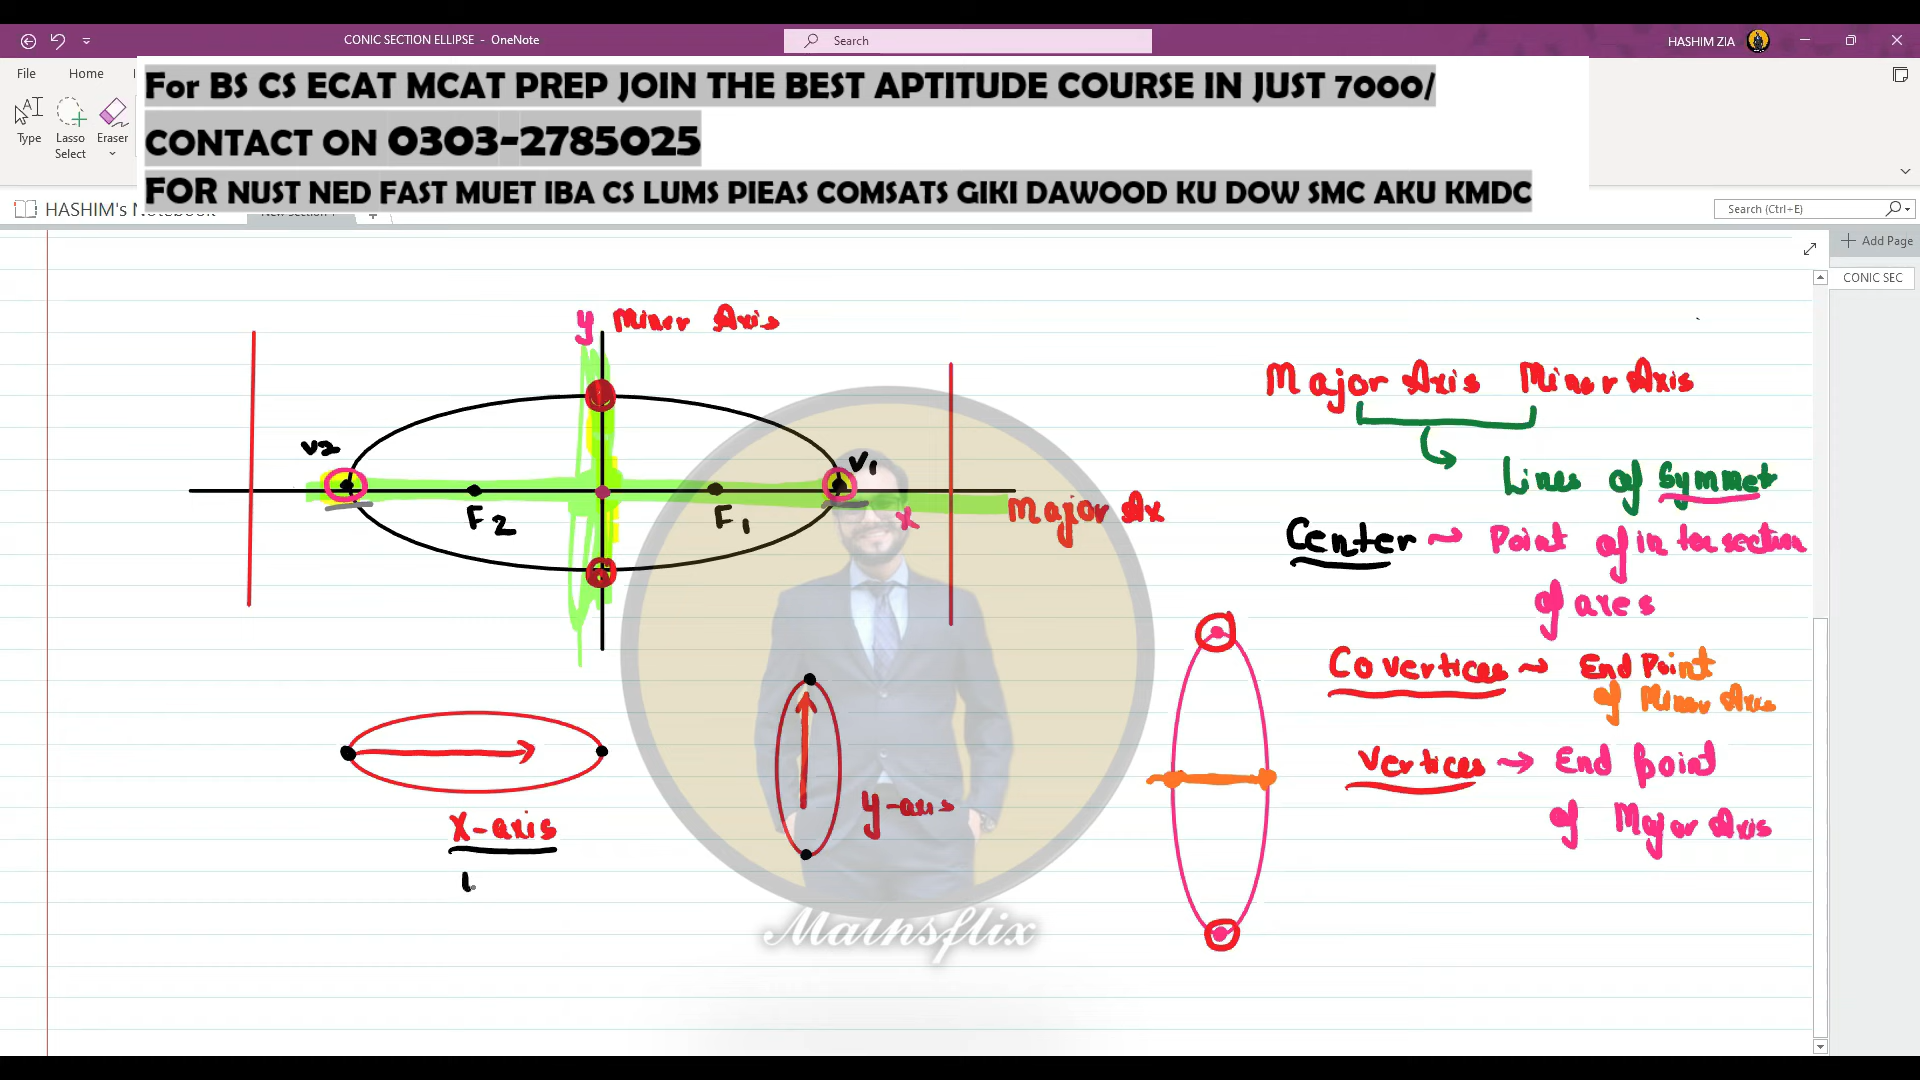 CONIC SECTION ELLIPSE - OneNote
Search
HASHIM ZIA
File
Home
For BS CS ECAT MCAT PREP JOIN THE BEST APTITUDE COURSE IN JUST 7000/
CONTACT ON 0303-2785025
FOR NUST NED FAST MUET IBA CS LUMS PIEAS COMSATS GIKI DAWOOD KU DOW SMC AKU KMDC
Type
Lasso Select
Eraser
HASHIM's Notebook
Search (Ctrl+E)
Add Page
CONIC SEC
y Minor Axis
V2
V1
F2
F1
x
Major Ax
Major Axis Minor Axis
Lines of Symmet
Center → Point of intersection
of axes
Covertices → End Point
of Minor Axis
Vertices → End point
of Major Axis
X-axis
y-axis
Mainsflix